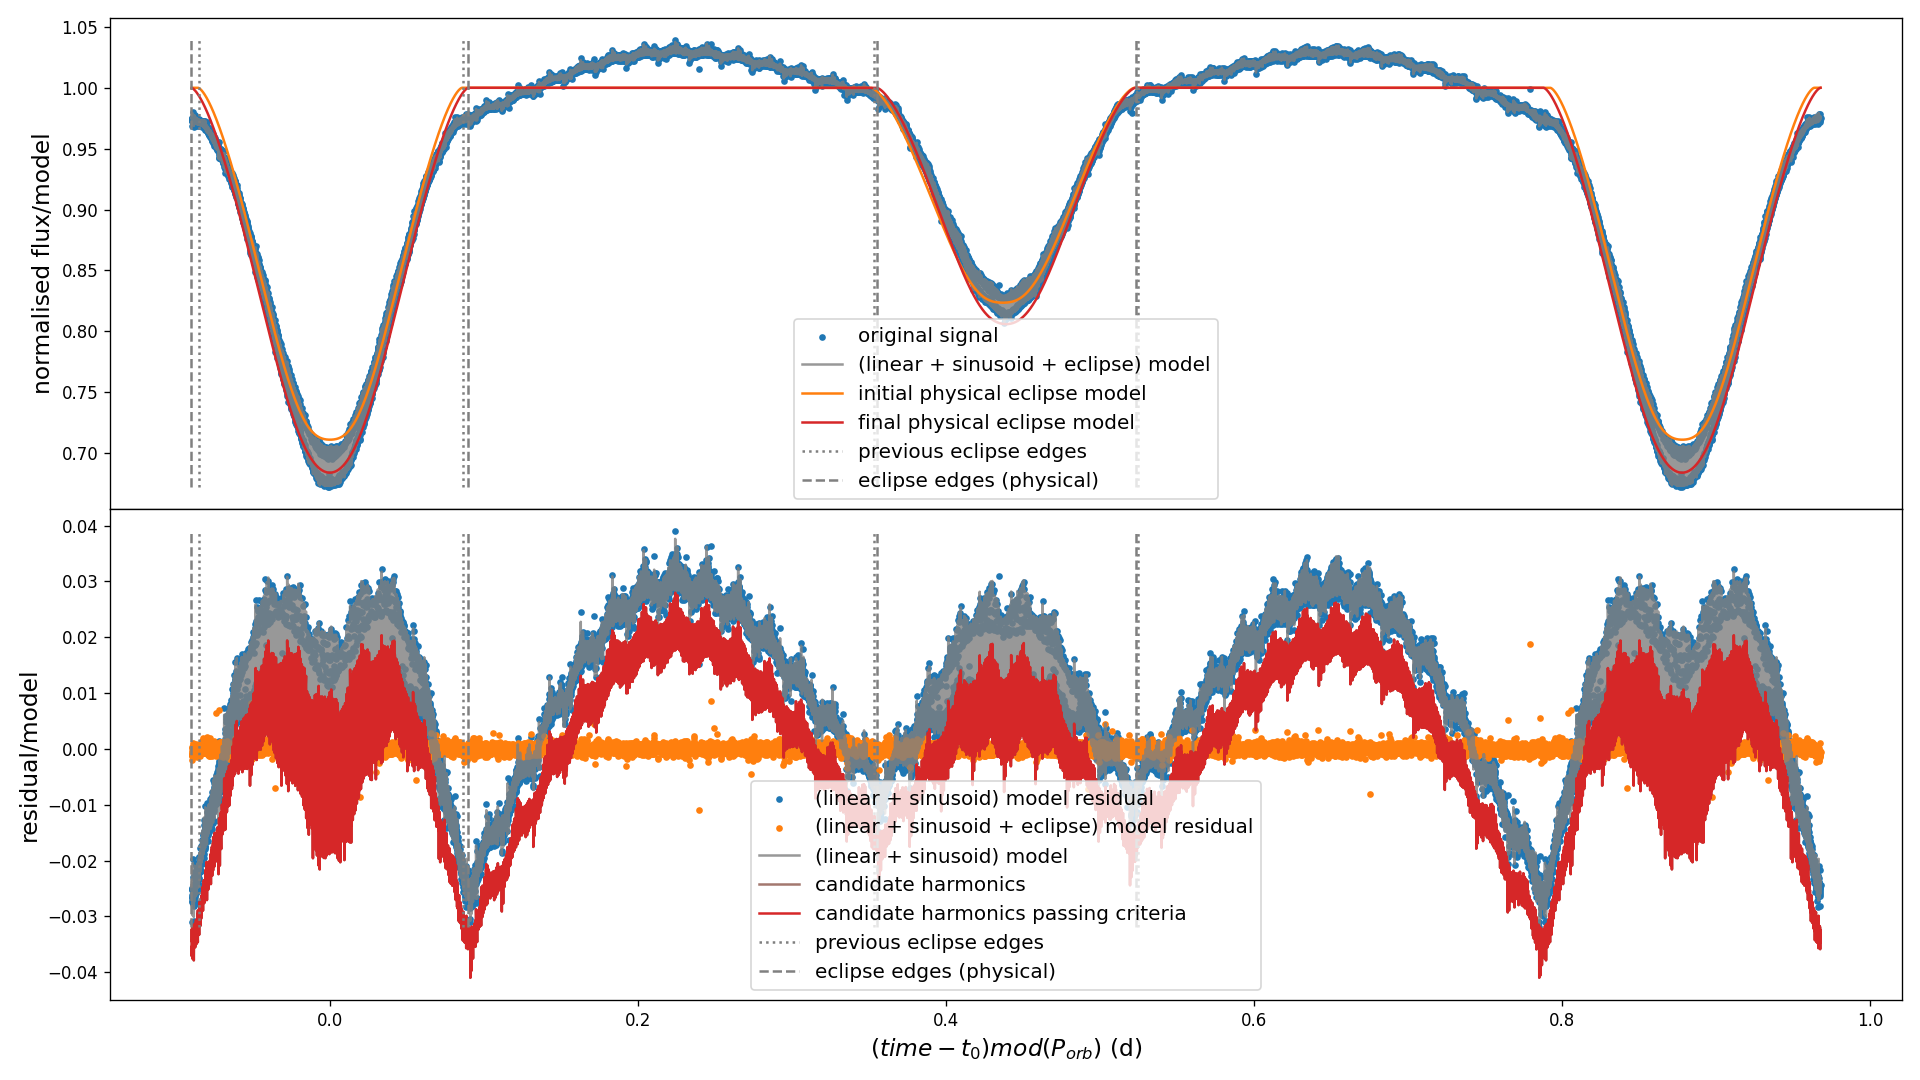 normalised flux/model
1.05
1.00
0.95
0.90
0.85
0.80
0.75
0.70
original signal
(linear + sinusoid + eclipse) model
initial physical eclipse model
final physical eclipse model
previous eclipse edges
eclipse edges (physical)
residual/model
0.04
0.03
0.02
0.01
0.00
−0.01
−0.02
−0.03
−0.04
(linear + sinusoid) model residual
(linear + sinusoid + eclipse) model residual
(linear + sinusoid) model
candidate harmonics
candidate harmonics passing criteria
previous eclipse edges
eclipse edges (physical)
0.0 0.2 0.4 0.6 0.8 1.0
(time − t₀)mod(Pₒᵣb) (d)